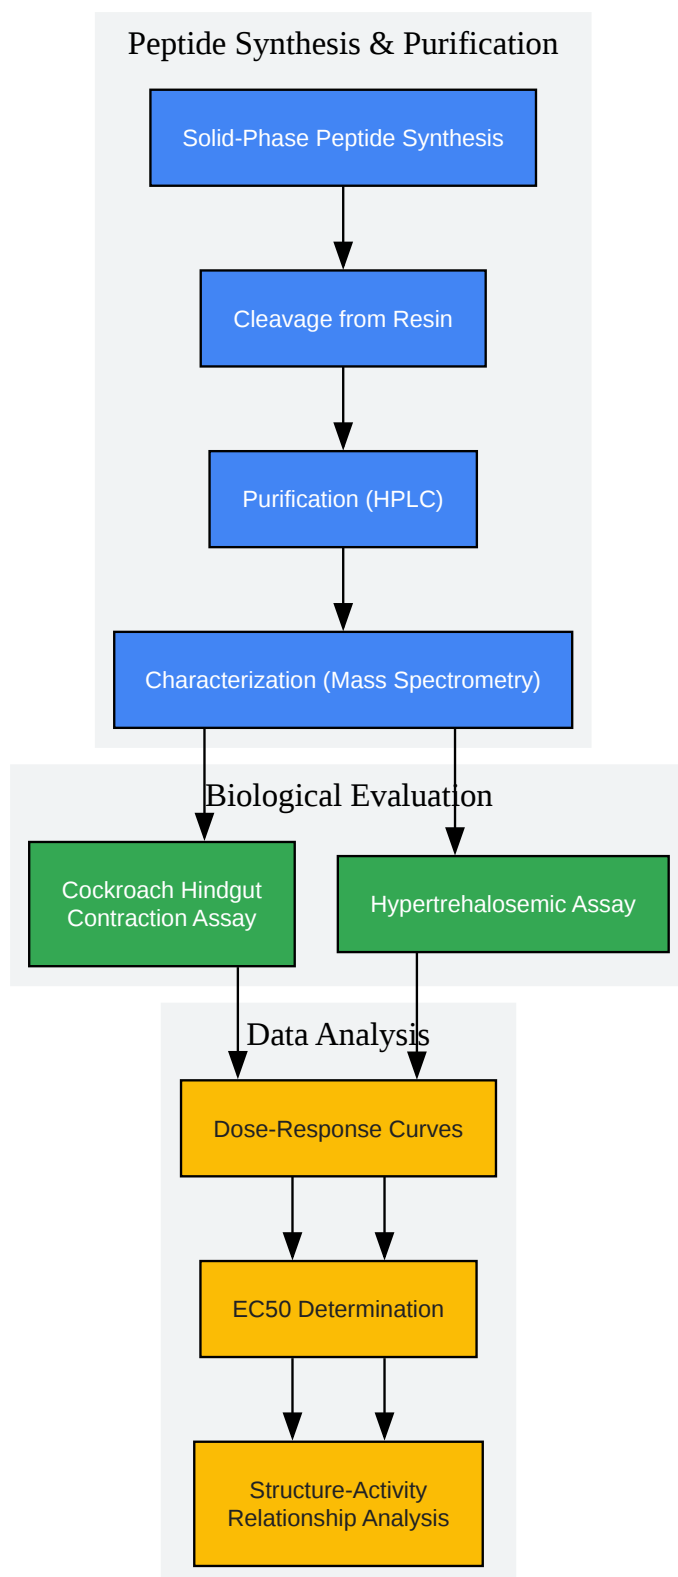 Peptide Synthesis & Purification
Solid-Phase Peptide Synthesis
Cleavage from Resin
Purification (HPLC)
Characterization (Mass Spectrometry)
Biological Evaluation
Cockroach Hindgut
Contraction Assay
Hypertrehalosemic Assay
Data Analysis
Dose-Response Curves
EC50 Determination
Structure-Activity
Relationship Analysis